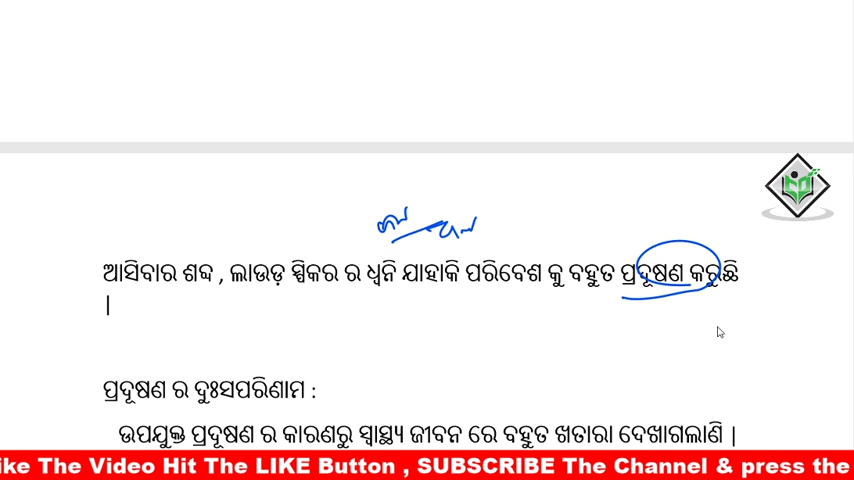 ଆସିବାର ଶବ୍ଦ , ଲାଉଡ଼ ସ୍ପିକର ର ଧ୍ୱନି ଯାହାକି ପରିବେଶ କୁ ବହୁତ ପ୍ରଦୂଷଣ କରୁଛି
|
ପ୍ରଦୂଷଣ ର ଦୁଃସପରିଣାମ :
ଉପଯୁକ୍ତ ପ୍ରଦୂଷଣ ର କାରଣରୁ ସ୍ୱାସ୍ଥ୍ୟ ଜୀବନ ରେ ବହୁତ ଖତାରା ଦେଖାଗଲାଣି |
ike The Video Hit The LIKE Button , SUBSCRIBE The Channel & press the